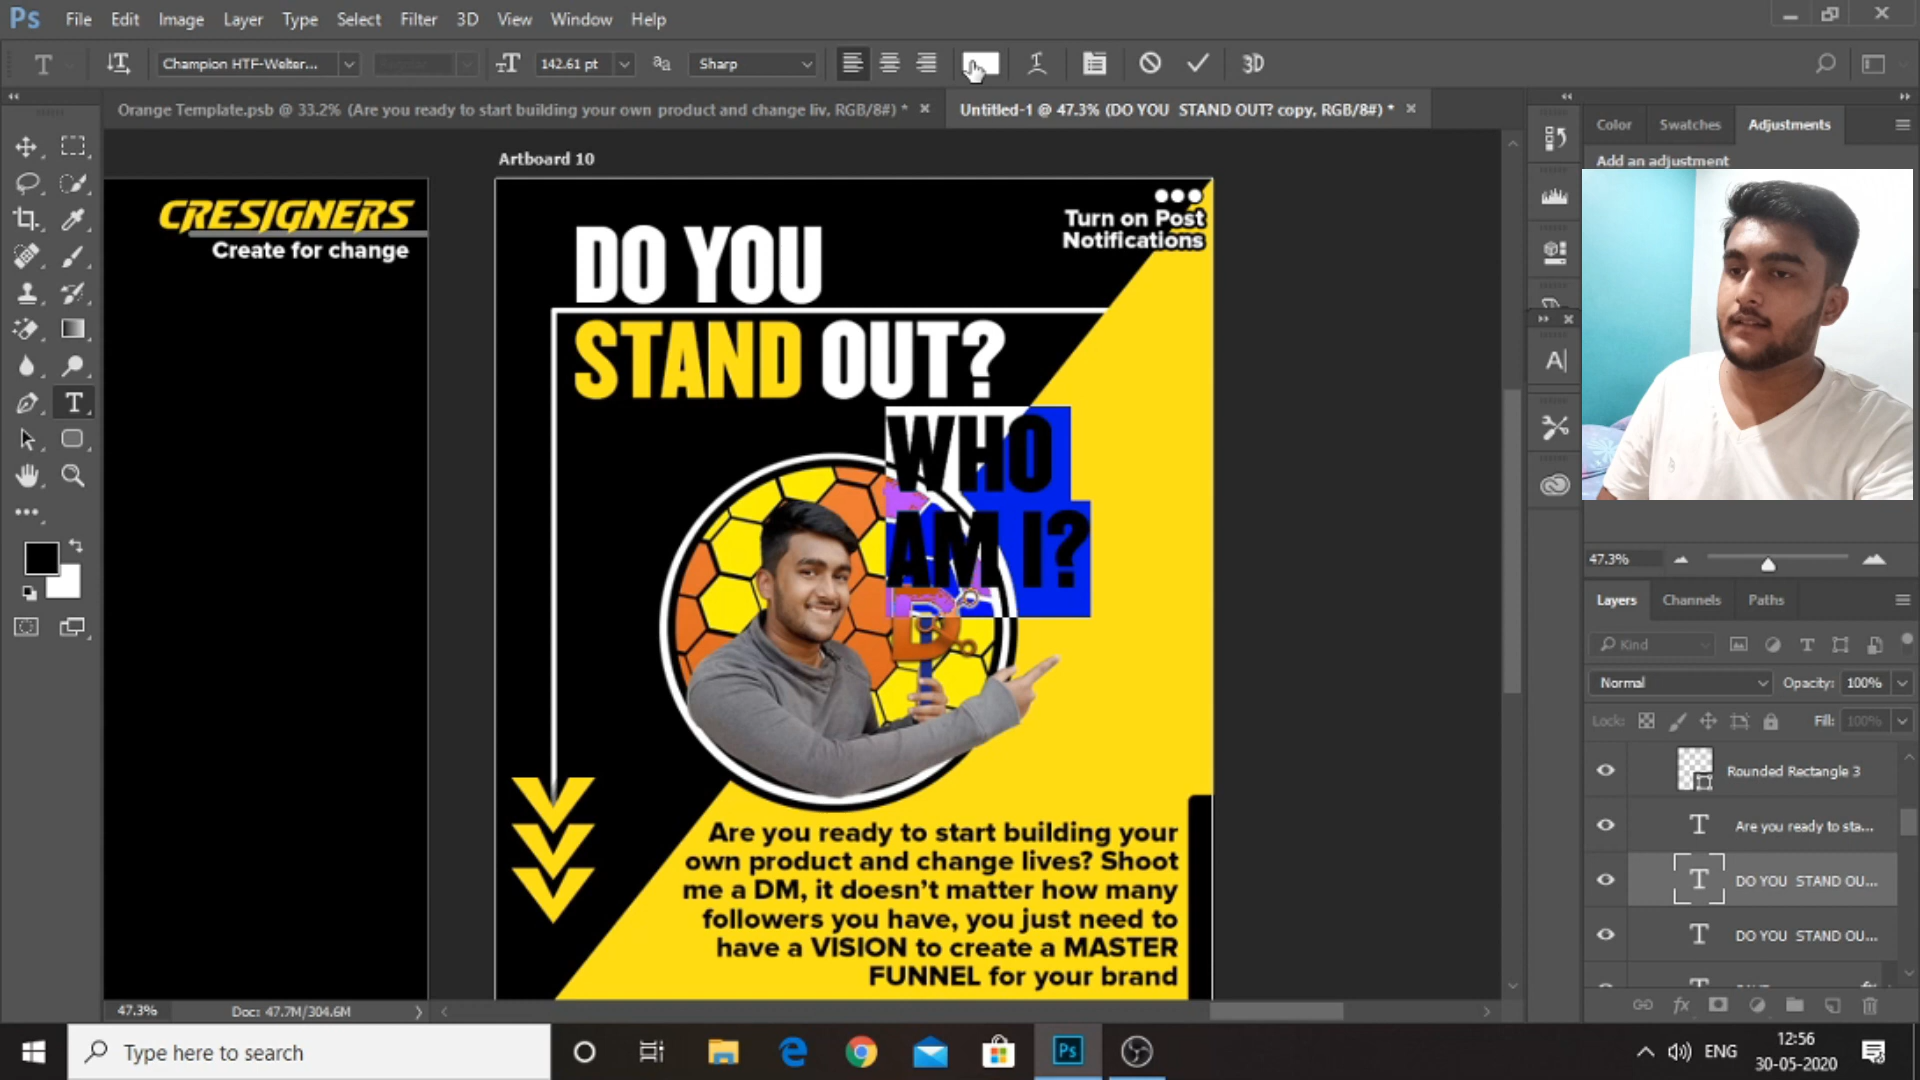 Ps File Edit Image Layer Type Select Filter 3D View Window Help
Champion HTF-Welter... 142.61 pt Sharp 3D
Orange Template.psb @ 33.2% (Are you ready to start building your own product and change liv, RGB/8#) *
Untitled-1 @ 47.3% (DO YOU STAND OUT? copy, RGB/8#) *
Color Swatches Adjustments
Add an adjustment
Artboard 10
CRESIGNERS
Create for change
Turn on Post
Notifications
DO YOU
STAND OUT?
WHO
AM I?
Are you ready to start building your
own product and change lives? Shoot
me a DM, it doesn’t matter how many
followers you have, you just need to
have a VISION to create a MASTER
FUNNEL for your brand
47.3%
Layers Channels Paths
Kind
Normal Opacity: 100%
Lock: Fill: 100%
Rounded Rectangle 3
Are you ready to sta...
DO YOU STAND OU...
DO YOU STAND OU...
47.3% Doc: 47.7M/304.6M
Type here to search
Ps
ENG
12:56
30-05-2020